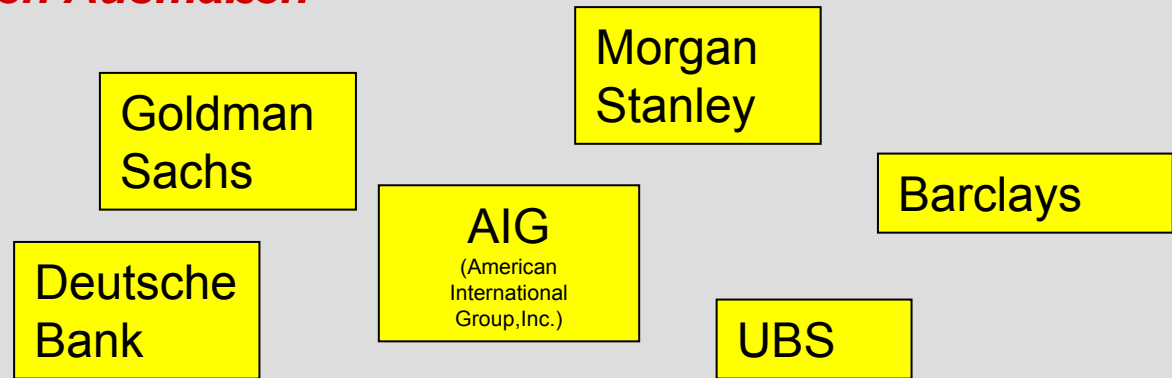 Morgan
Stanley
Goldman
Sachs
Barclays
AIG
(American
International
Group,Inc.)
Deutsche
Bank
UBS